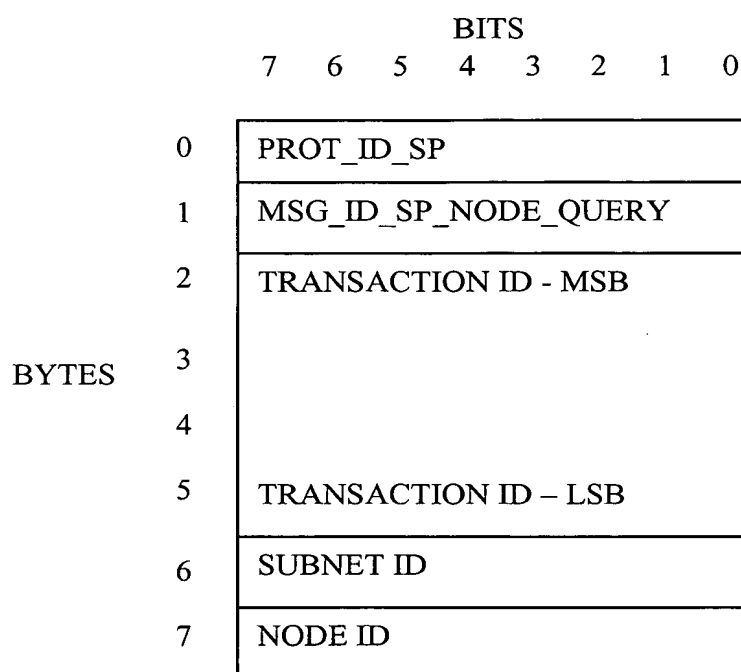 BITS
7 6 5 4 3 2 1 0
0 PROT_ID_SP
1 MSG_ID_SP_NODE_QUERY
2 TRANSACTION ID - MSB
BYTES 3
4
5 TRANSACTION ID – LSB
6 SUBNET ID
7 NODE ID